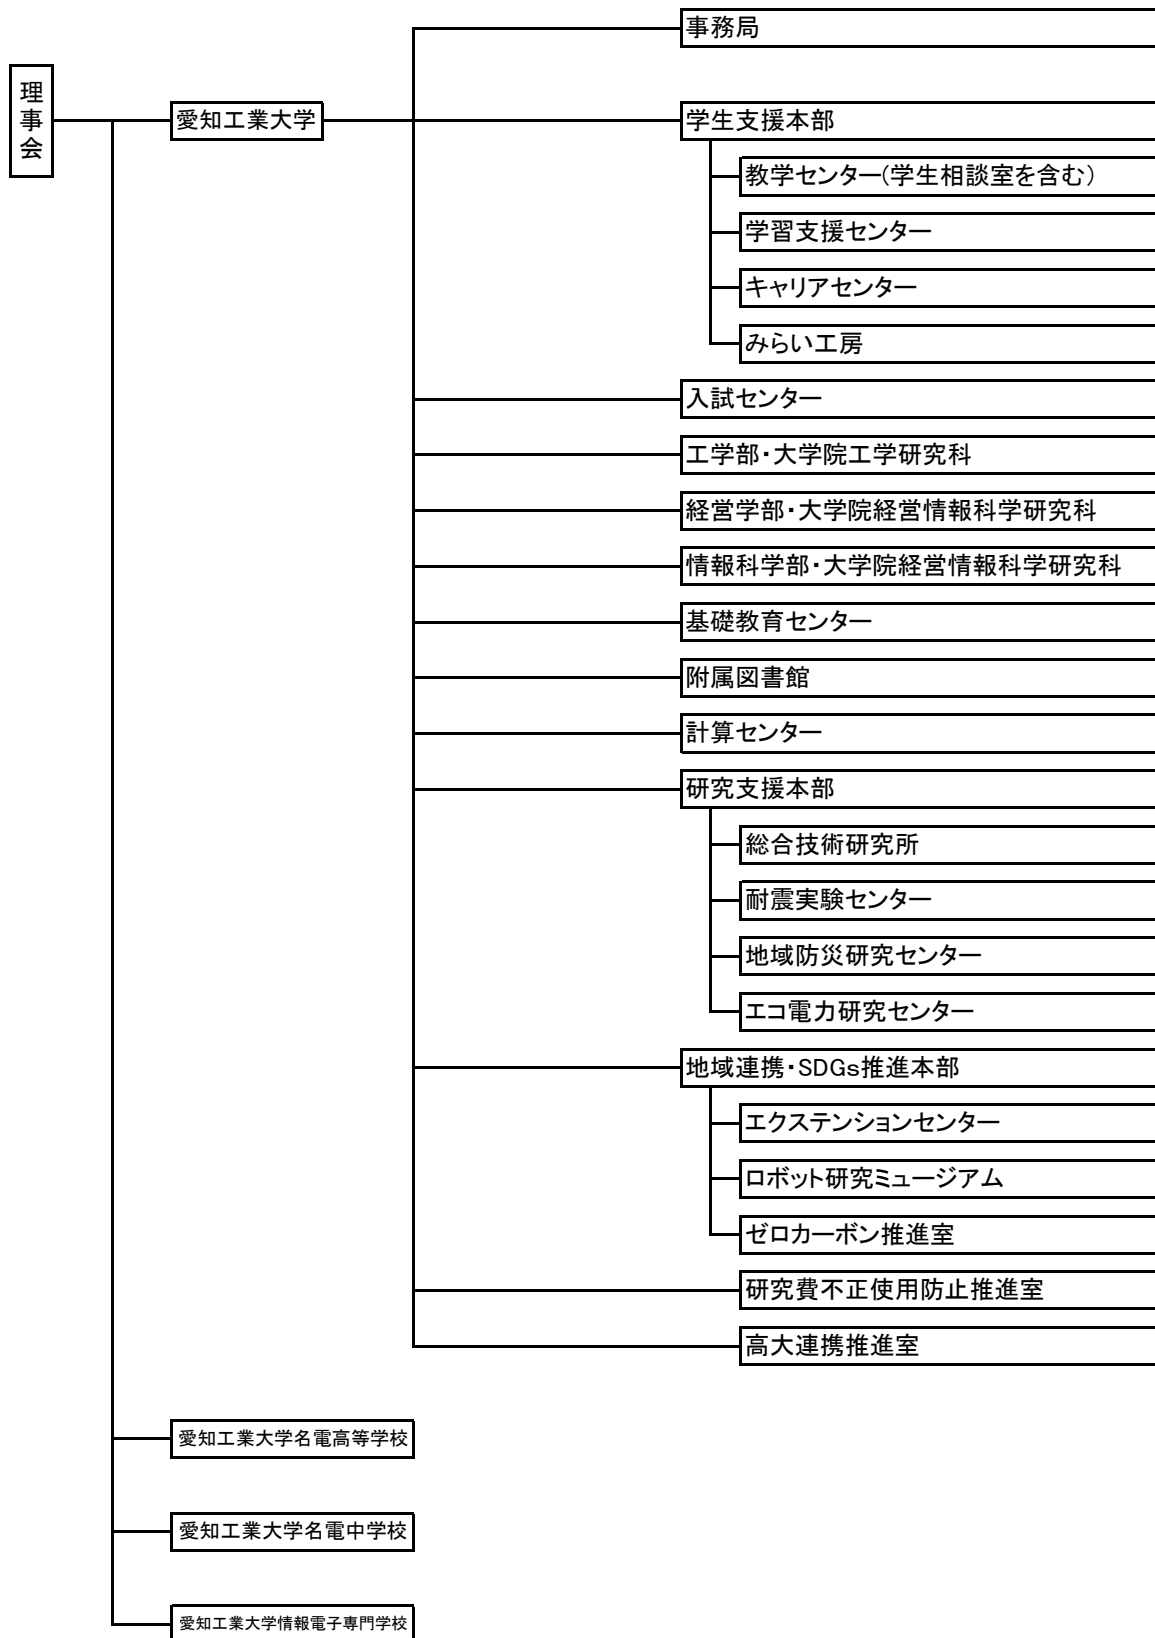 理事会
愛知工業大学
事務局
学生支援本部
教学センター(学生相談室を含む)
学習支援センター
キャリアセンター
みらい工房
入試センター
工学部・大学院工学研究科
経営学部・大学院経営情報科学研究科
情報科学部・大学院経営情報科学研究科
基礎教育センター
附属図書館
計算センター
研究支援本部
総合技術研究所
耐震実験センター
地域防災研究センター
エコ電力研究センター
地域連携・SDGs推進本部
エクステンションセンター
ロボット研究ミュージアム
ゼロカーボン推進室
研究費不正使用防止推進室
高大連携推進室
愛知工業大学名電高等学校
愛知工業大学名電中学校
愛知工業大学情報電子専門学校